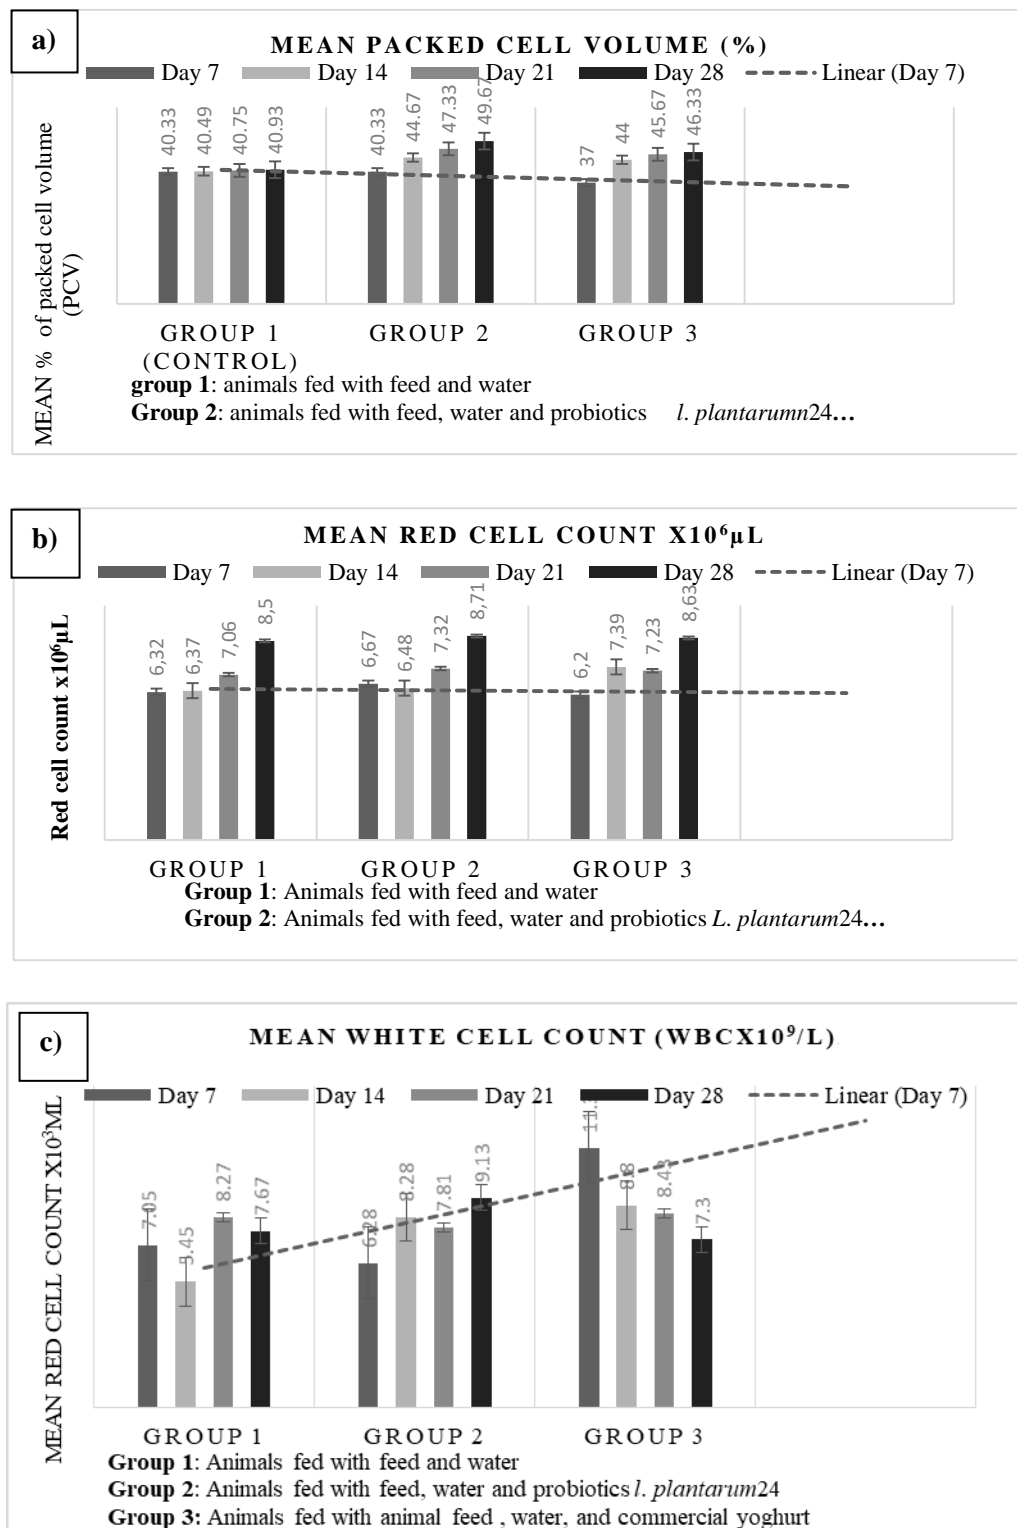 a)
MEAN PACKED CELL VOLUME (%)
Day 7 Day 14 Day 21 Day 28 Linear (Day 7)
MEAN % of packed cell volume
(PCV)
40.33 40.49 40.75 40.93 40.33 44.67 47.33 49.67 37 44 45.67 46.33
GROUP 1 GROUP 2 GROUP 3
(CONTROL)
group 1: animals fed with feed and water
Group 2: animals fed with feed, water and probiotics l. plantarumn24...
b)
MEAN RED CELL COUNT X10⁶µL
Day 7 Day 14 Day 21 Day 28 Linear (Day 7)
Red cell count x10⁶µL
6,32 6,37 7,06 8,5 6,67 6,48 7,32 8,71 6,2 7,39 7,23 8,63
GROUP 1 GROUP 2 GROUP 3
Group 1: Animals fed with feed and water
Group 2: Animals fed with feed, water and probiotics L. plantarum24...
c)
MEAN WHITE CELL COUNT (WBCX10⁹/L)
Day 7 Day 14 Day 21 Day 28 Linear (Day 7)
MEAN RED CELL COUNT X10³ML
7.05 5.45 8.27 7.67 6.28 8.28 7.81 9.13 8.8 8.43 7.3
GROUP 1 GROUP 2 GROUP 3
Group 1: Animals fed with feed and water
Group 2: Animals fed with feed, water and probiotics l. plantarum24
Group 3: Animals fed with animal feed , water, and commercial yoghurt